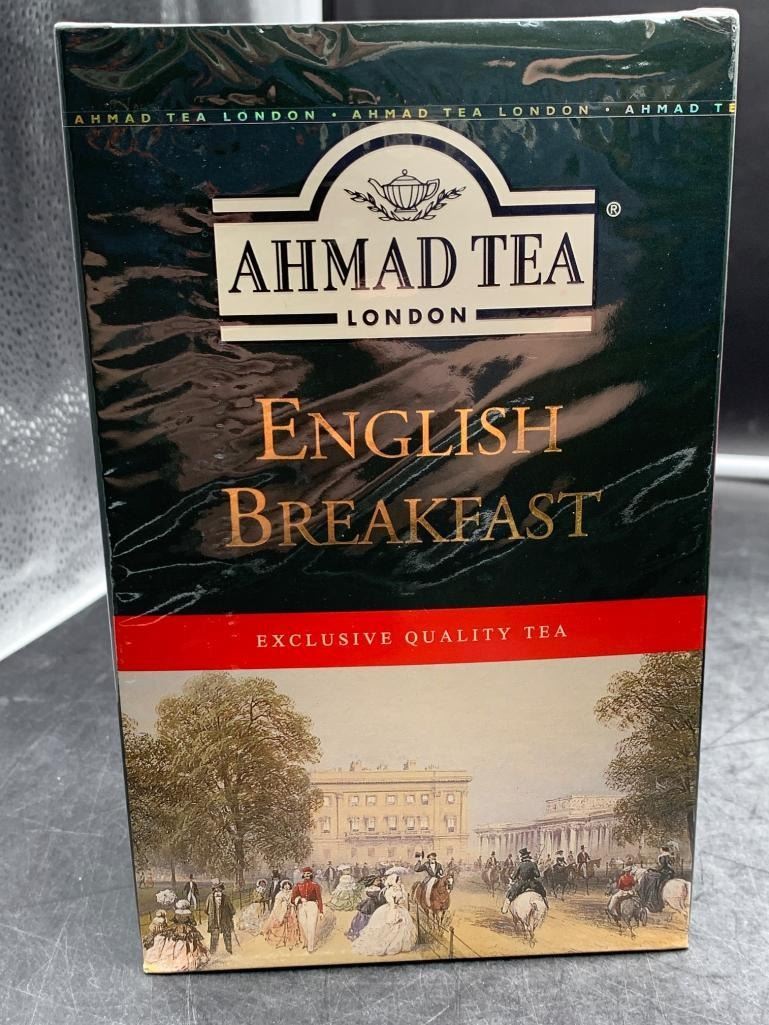 AHMAD TEA LONDON • AHMAD TEA LONDON • AHMAD TE
AHMAD TEA ®
LONDON
ENGLISH
BREAKFAST
EXCLUSIVE QUALITY TEA